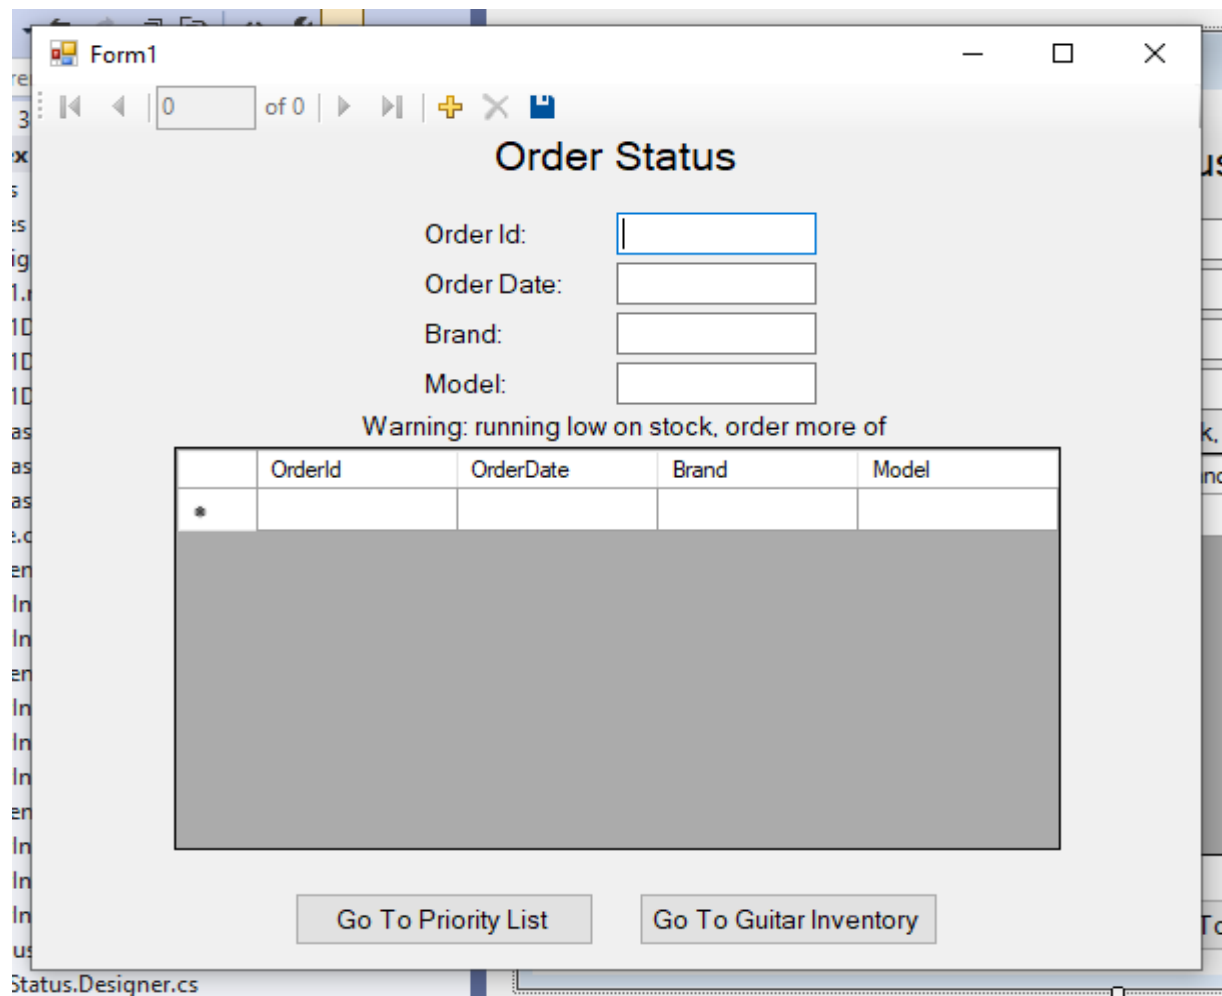 Form1
0 of 0
Order Status
Order Id:
Order Date:
Brand:
Model:
Warning: running low on stock, order more of
OrderId OrderDate Brand Model
Go To Priority List Go To Guitar Inventory
Status.Designer.cs